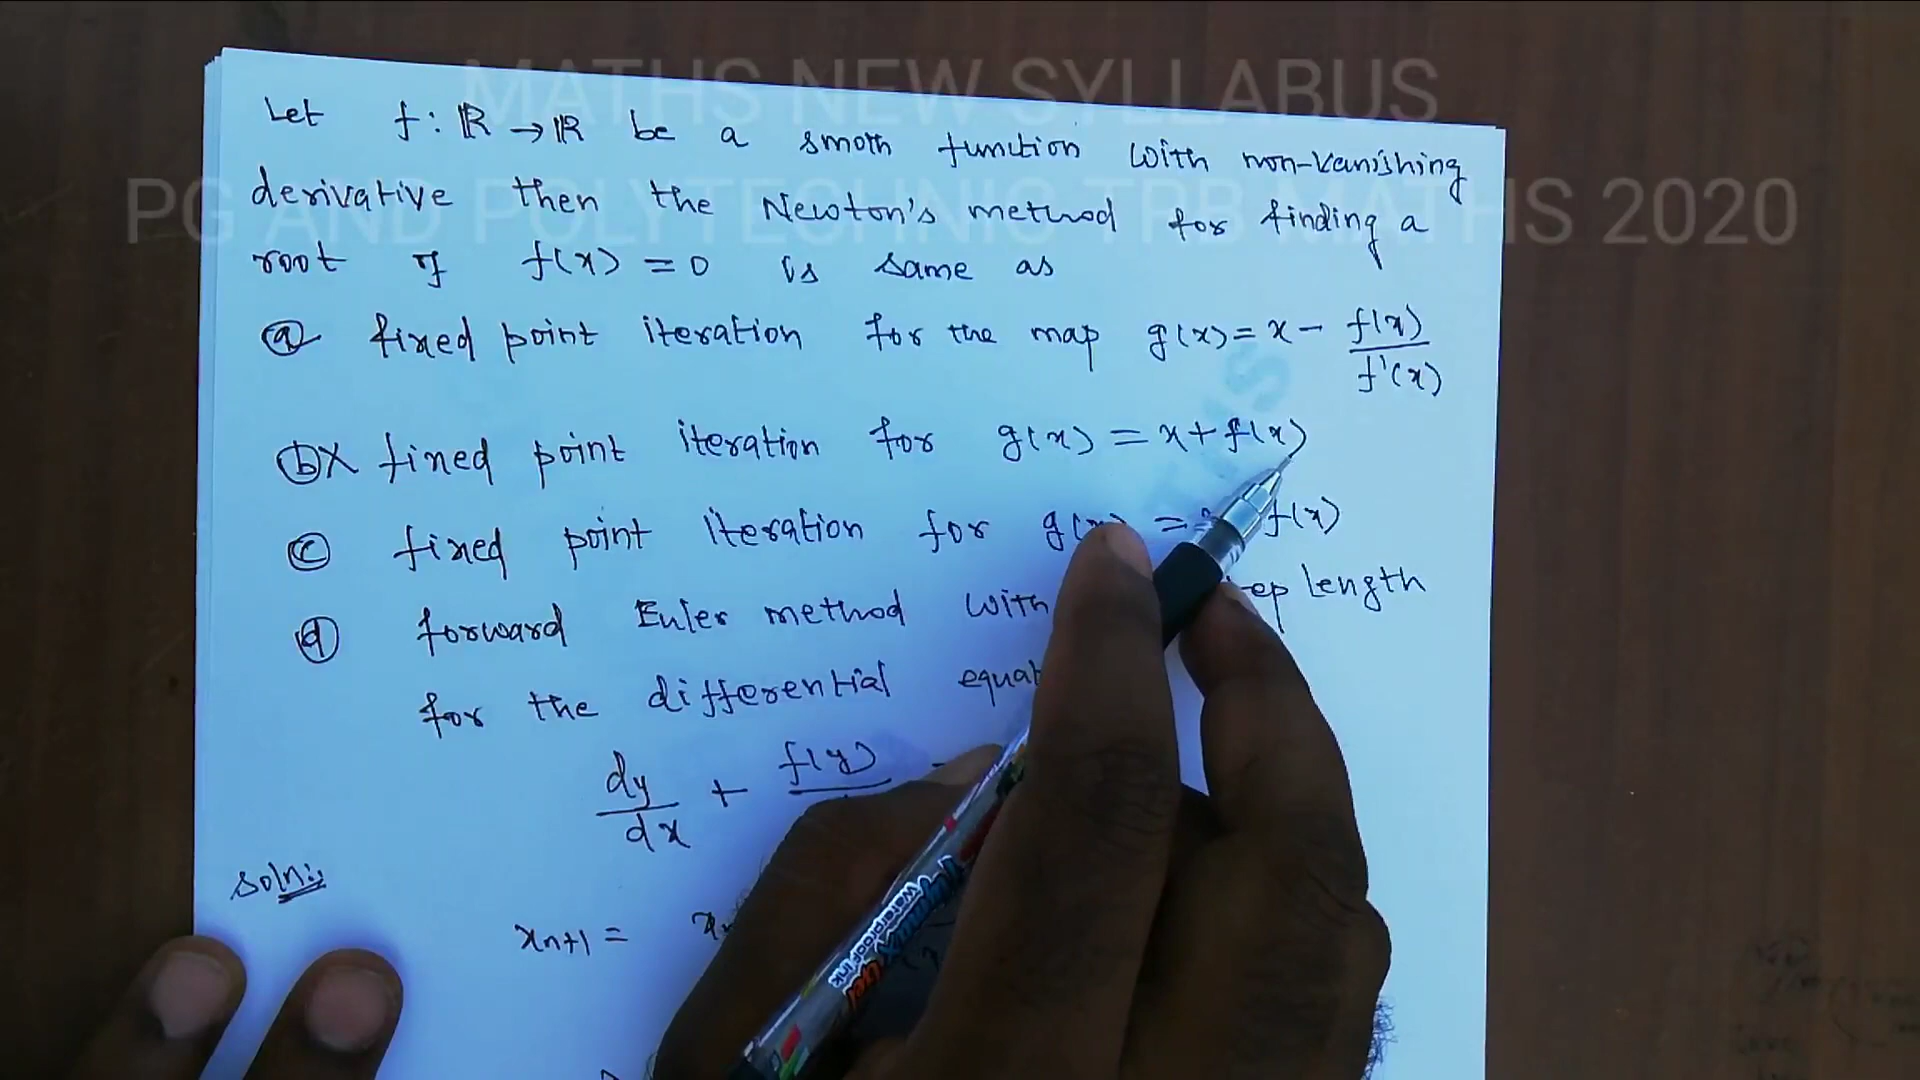 MATHS NEW SYLLABUS
PG AND POLYTECHNIC TRB MATHS 2020
Let f: ℝ → ℝ be a smoth function with non-vanishing
derivative then the Newton's method for finding a
root of f(x) = 0 is same as
(a) fixed point iteration for the map g(x) = x - f(x)/f'(x)
(b) X fixed point iteration for g(x) = x + f(x)
(c) fixed point iteration for g(x) = f(x)
(d) forward Euler method with length
for the differential
dy/dx + f(y)
Soln:
xn+1 =
Waterproof Ink